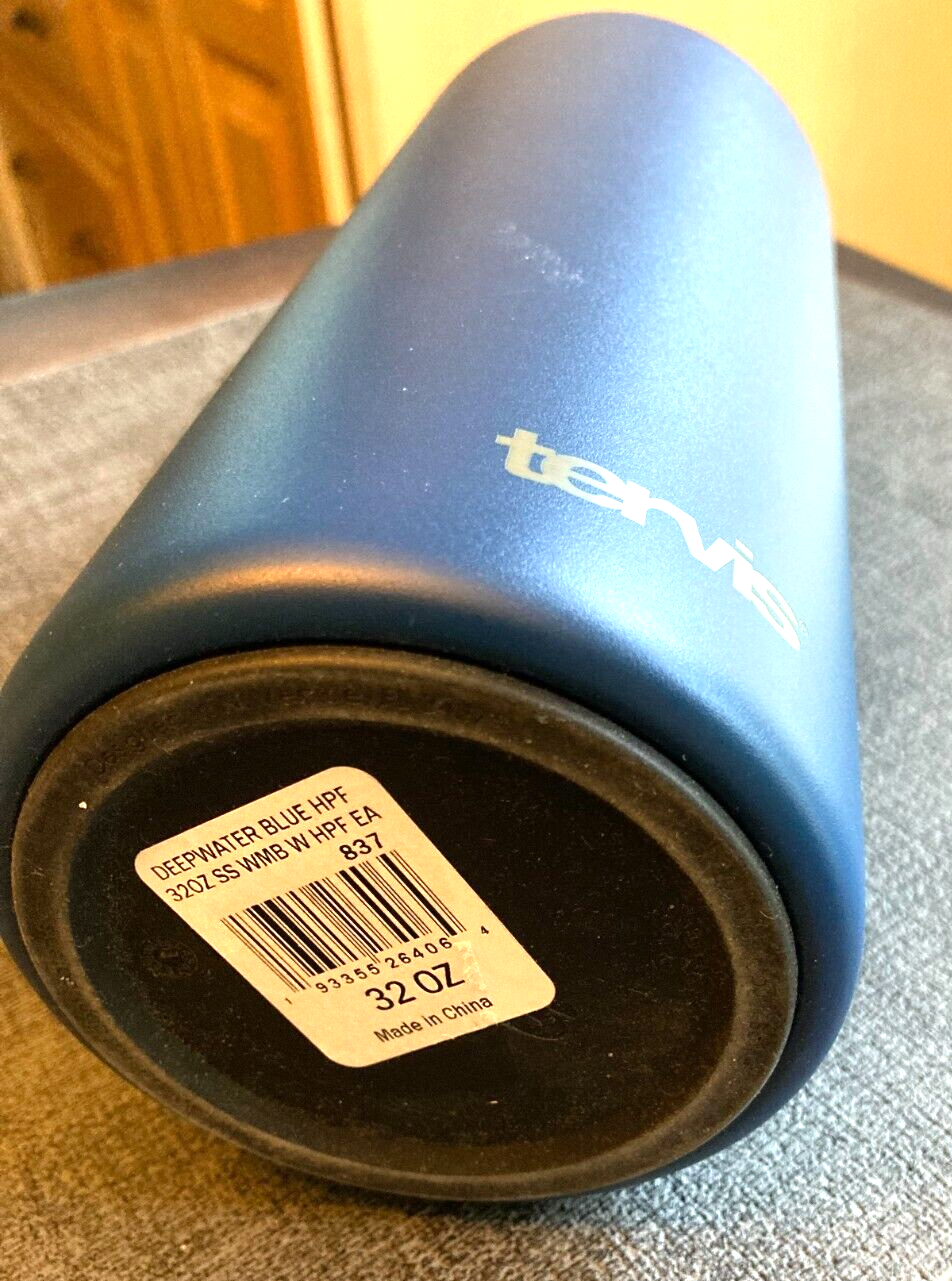 tervis
DEEPWATER BLUE HPF
32OZ SS WMB W HPF EA
837
1 93355 26406 4
32 OZ
Made in China